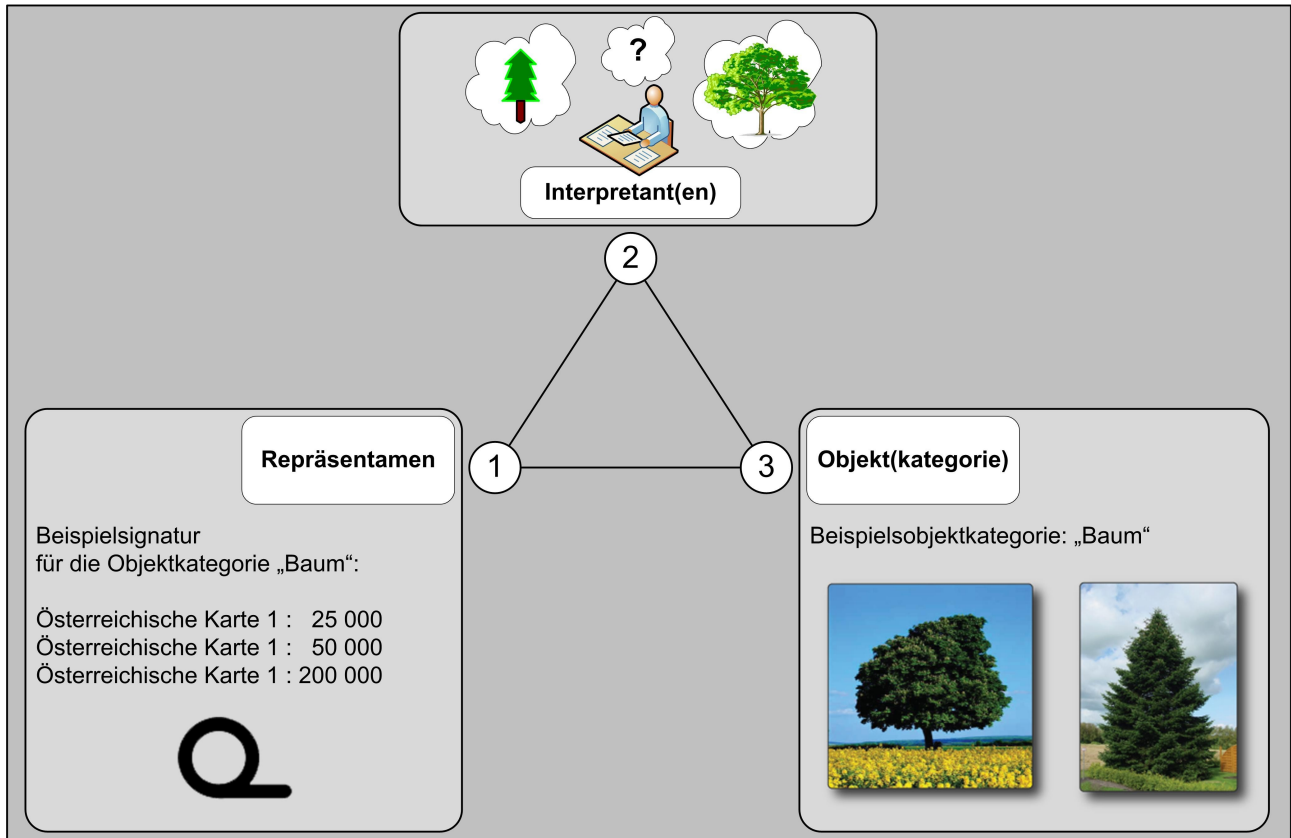 ?
Interpretant(en)
2
Repräsentamen
1
3
Objekt(kategorie)
Beispielsignatur
für die Objektkategorie „Baum“:
Österreichische Karte 1 :   25 000
Österreichische Karte 1 :   50 000
Österreichische Karte 1 : 200 000
Beispielsobjektkategorie: „Baum“